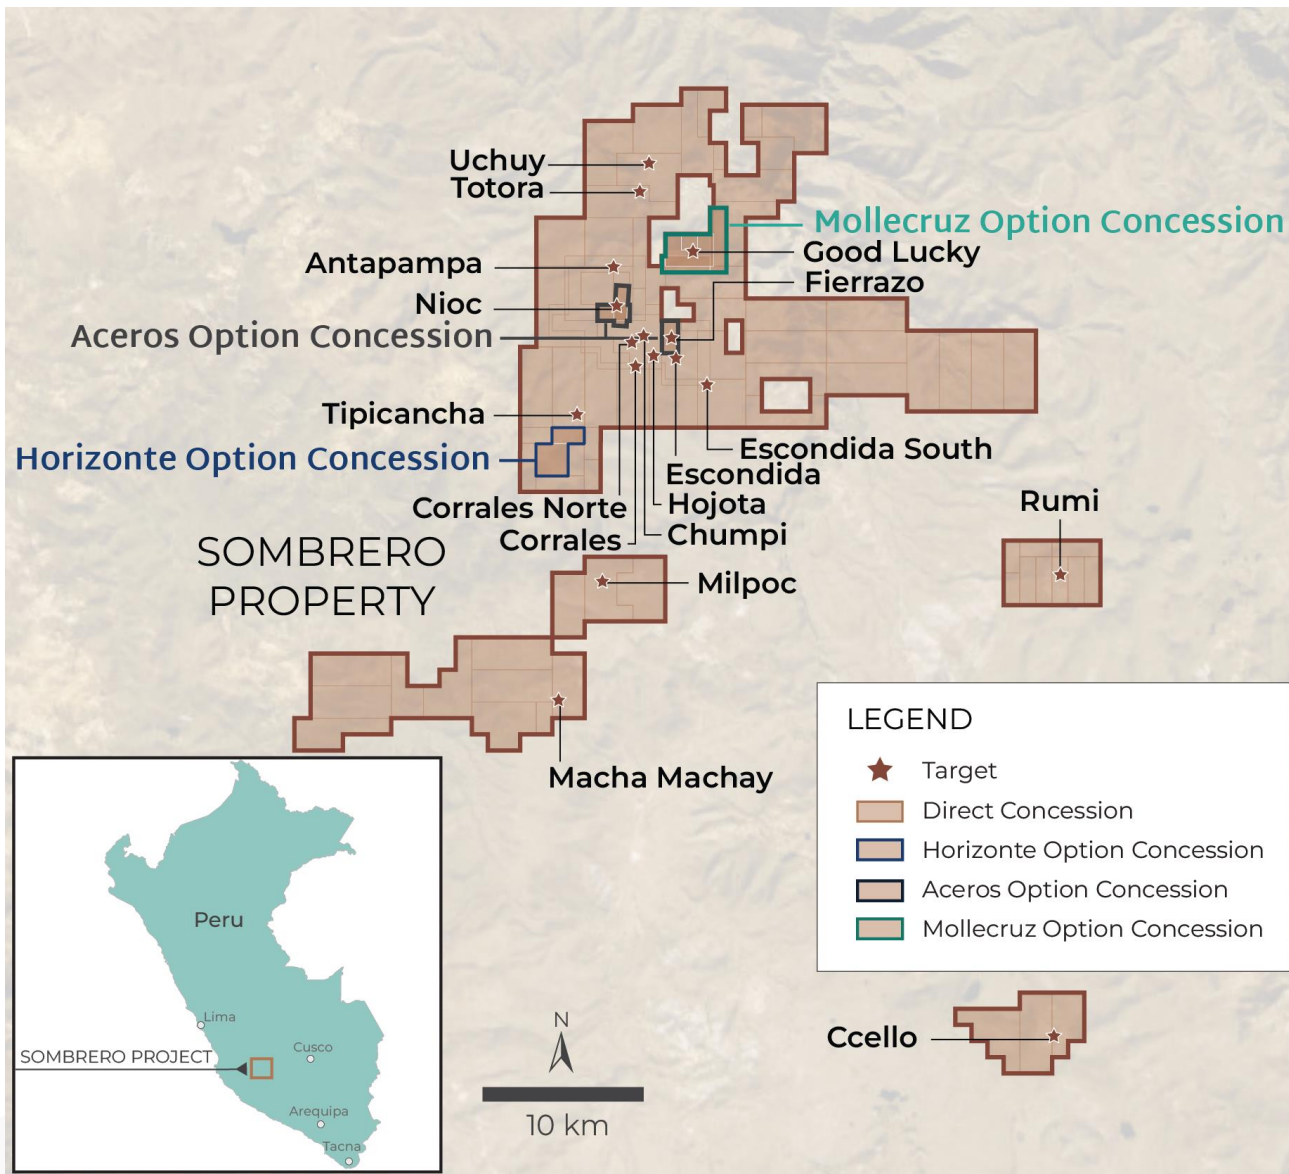 Uchuy
Totora
Mollecruz Option Concession
Good Lucky
Antapampa
Fierrazo
Nioc
Aceros Option Concession
Tipicancha
Horizonte Option Concession
Escondida South
Escondida
Corrales Norte
Hojota
Chumpi
Corrales
Rumi
SOMBRERO
PROPERTY
Milpoc
Macha Machay
LEGEND
Target
Direct Concession
Horizonte Option Concession
Aceros Option Concession
Mollecruz Option Concession
Peru
Lima
SOMBRERO PROJECT
Cusco
Arequipa
Tacna
N
10 km
Ccello